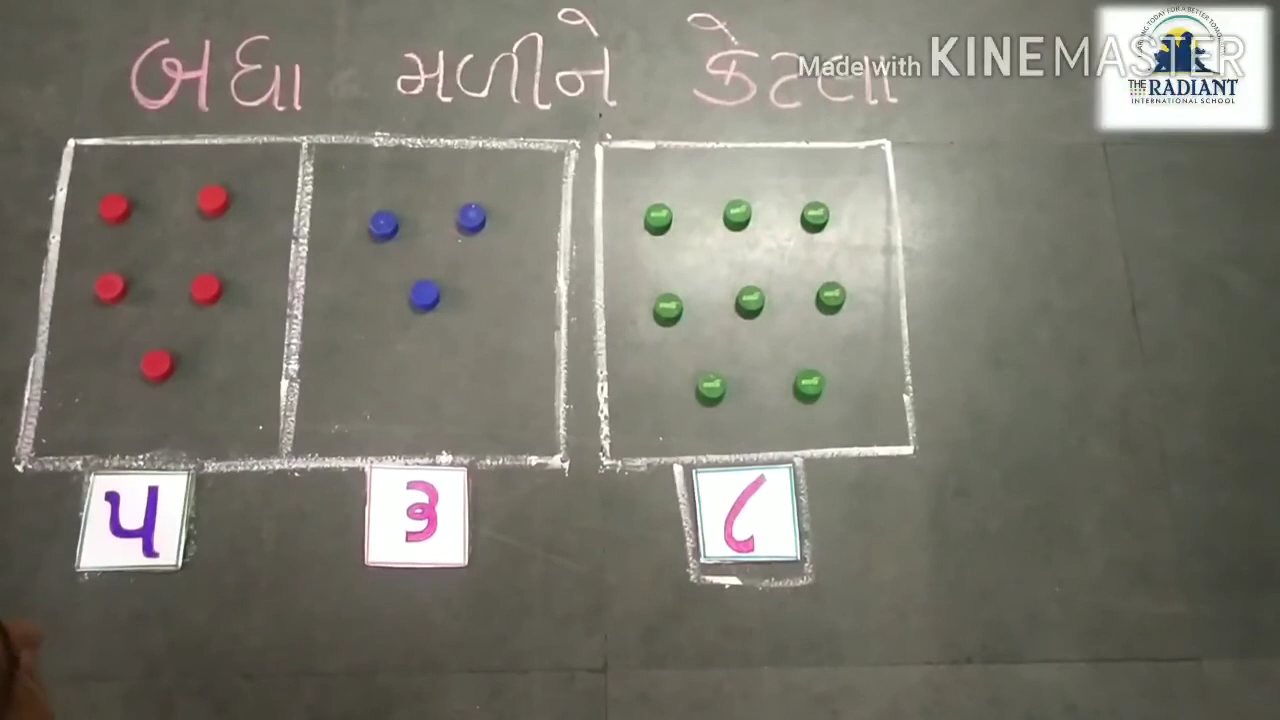 બધા મળીને કેટલા
Made with KINEMASTER
THE RADIANT
INTERNATIONAL SCHOOL
૫ ૩ ૮